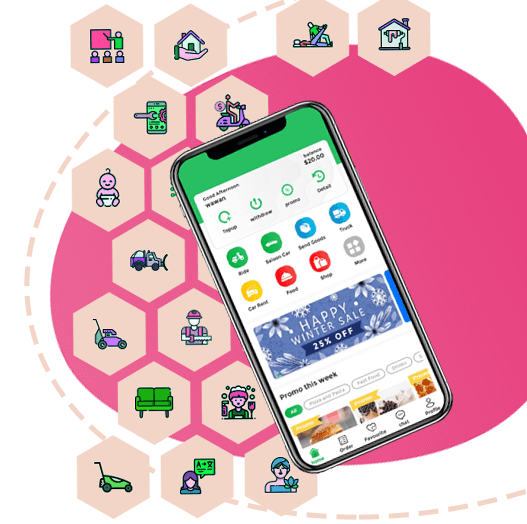 Good Afternoon
wawan
balance
$20.00
Topup
withdraw
promo
Detail
Ride
Saloon Car
Send Goods
Truck
Car Rent
Food
Shop
More
HAPPY
WINTER SALE
25% OFF
Promo this week
All
Pizza and Pasta
Fast Food
Drinks
Home
Order
Favourite
chat
Profile